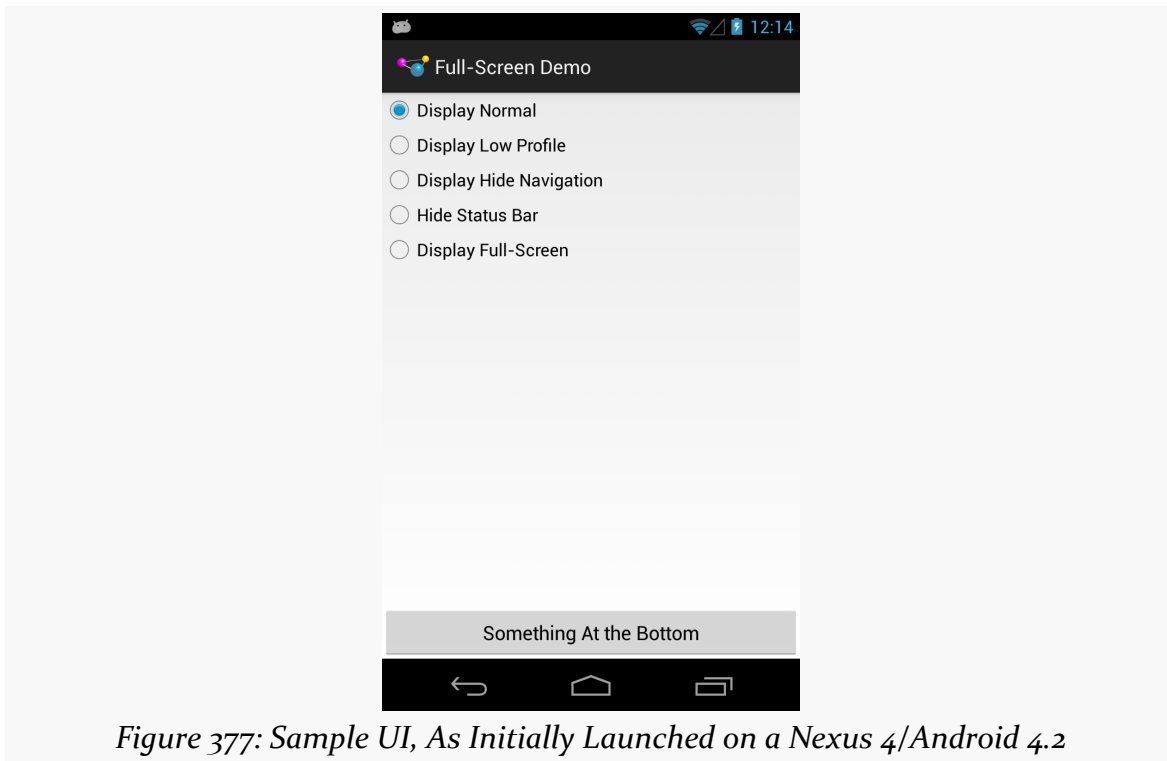 12:14
Full-Screen Demo
Display Normal
Display Low Profile
Display Hide Navigation
Hide Status Bar
Display Full-Screen
Something At the Bottom
Figure 377: Sample UI, As Initially Launched on a Nexus 4/Android 4.2